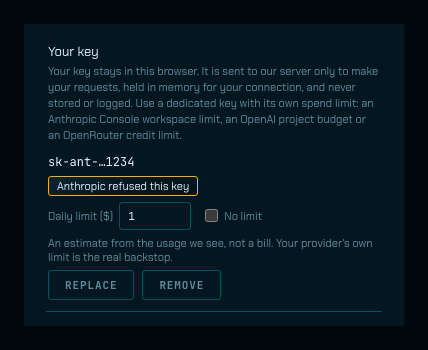 Your key
Your key stays in this browser. It is sent to our server only to make
your requests, held in memory for your connection, and never
stored or logged. Use a dedicated key with its own spend limit: an
Anthropic Console workspace limit, an OpenAI project budget or
an OpenRouter credit limit.
sk-ant-…1234
Anthropic refused this key
Daily limit ($) 1 No limit
An estimate from the usage we see, not a bill. Your provider's own
limit is the real backstop.
REPLACE REMOVE